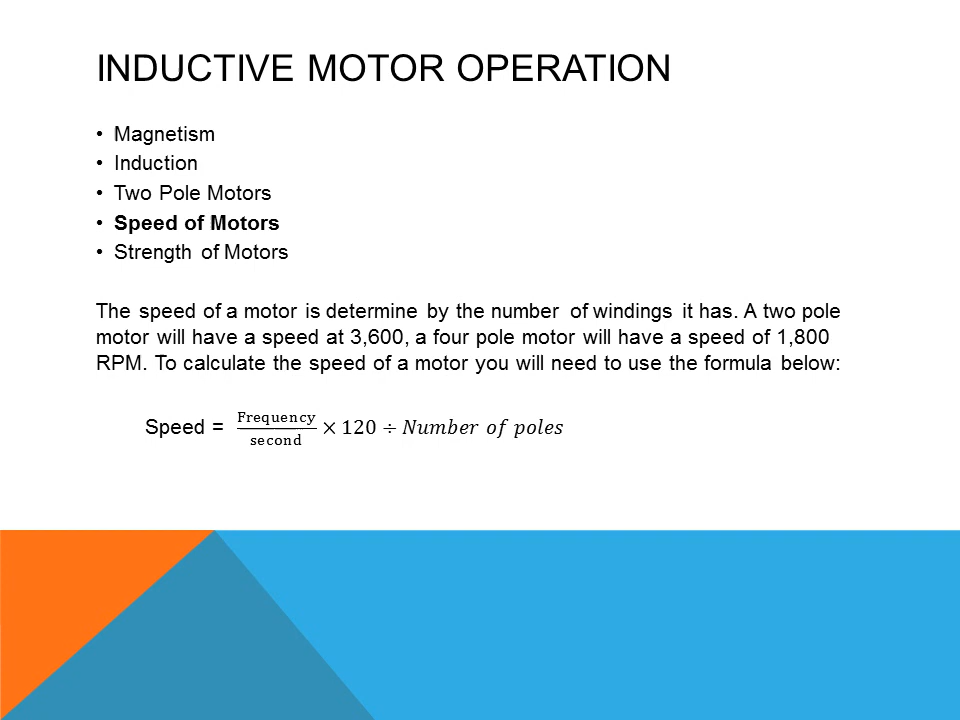 INDUCTIVE MOTOR OPERATION
• Magnetism
• Induction
• Two Pole Motors
• Speed of Motors
• Strength of Motors
The speed of a motor is determine by the number of windings it has. A two pole
motor will have a speed at 3,600, a four pole motor will have a speed of 1,800
RPM. To calculate the speed of a motor you will need to use the formula below:
Speed = Frequency/second × 120 ÷ Number of poles